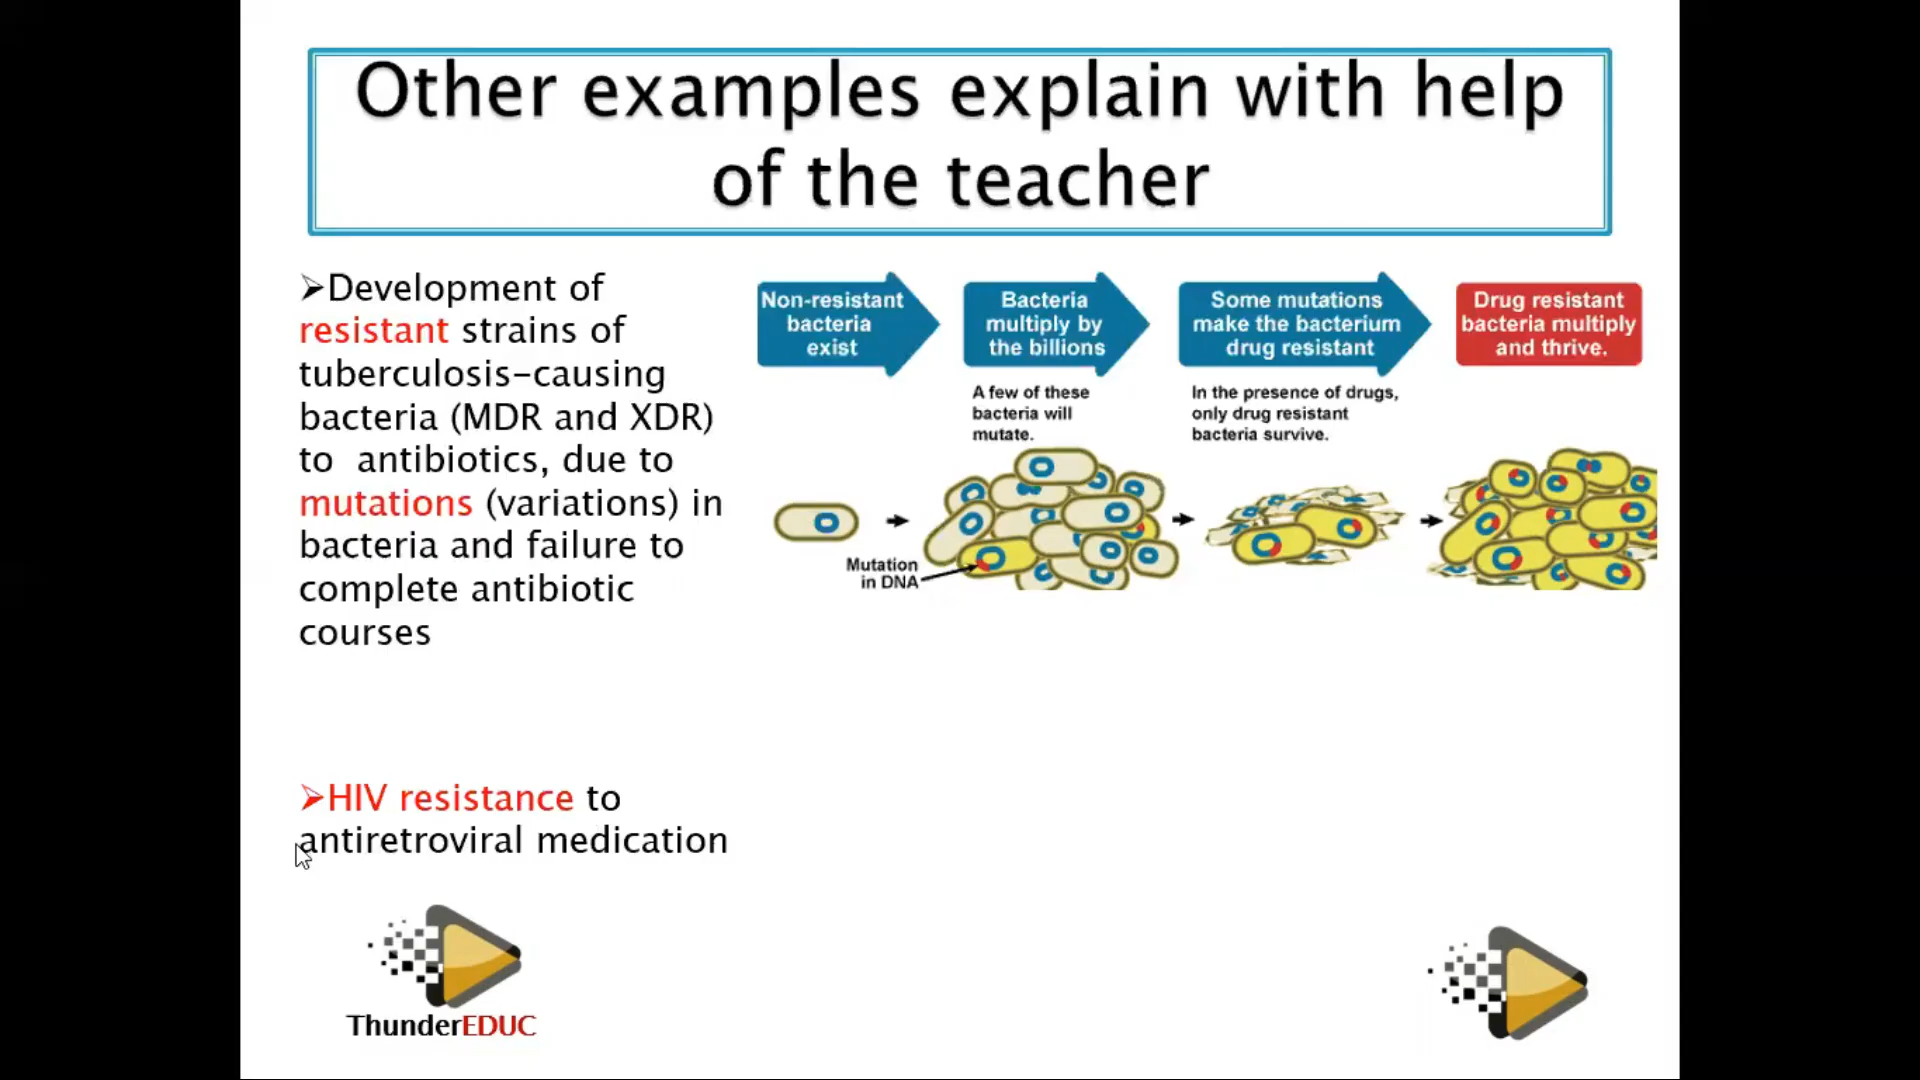 Other examples explain with help
of the teacher
➢Development of
resistant strains of
tuberculosis-causing
bacteria (MDR and XDR)
to  antibiotics, due to
mutations (variations) in
bacteria and failure to
complete antibiotic
courses
➢HIV resistance to
antiretroviral medication
Non-resistant
bacteria
exist
Bacteria
multiply by
the billions
Some mutations
make the bacterium
drug resistant
Drug resistant
bacteria multiply
and thrive.
A few of these
bacteria will
mutate.
In the presence of drugs,
only drug resistant
bacteria survive.
Mutation
in DNA
ThunderEDUC